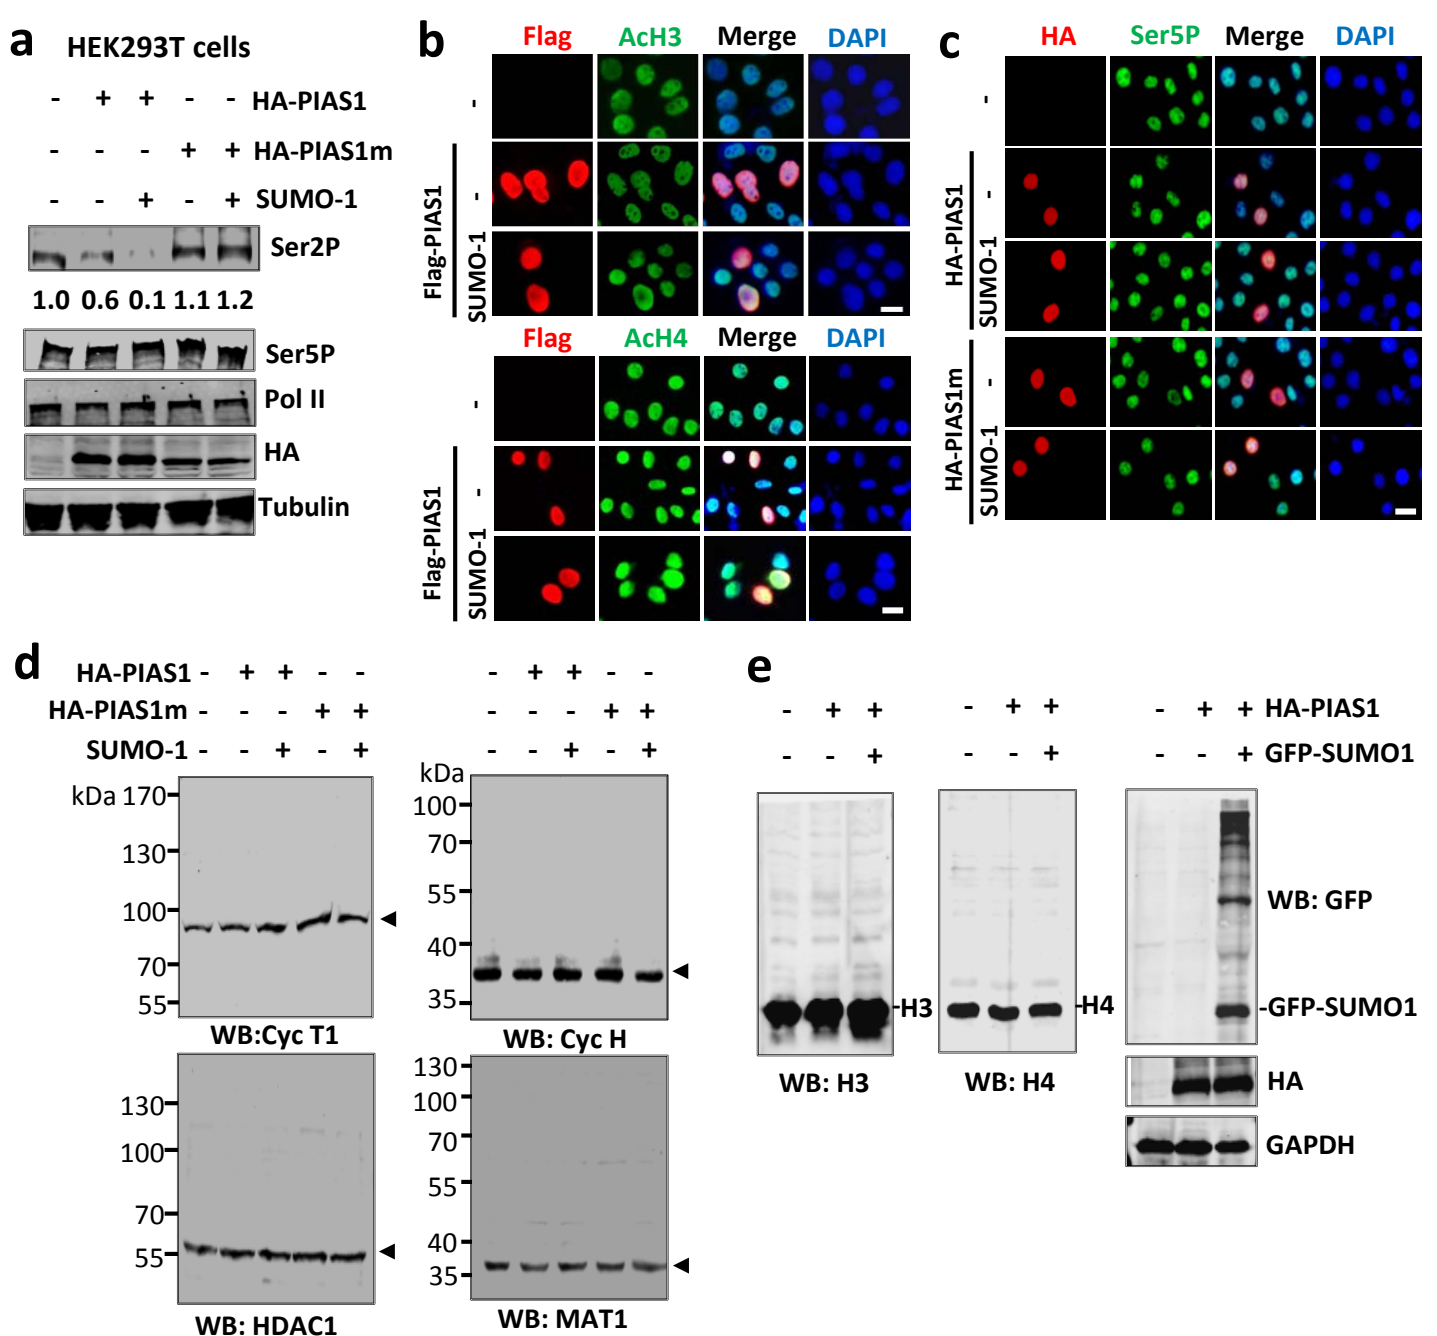 a HEK293T cells
- + + - - HA-PIAS1
- - - + + HA-PIAS1m
- - + - + SUMO-1
Ser2P
1.0 0.6 0.1 1.1 1.2
Ser5P
Pol II
HA
Tubulin
b Flag AcH3 Merge DAPI
-
Flag-PIAS1
-
SUMO-1
Flag AcH4 Merge DAPI
-
Flag-PIAS1
-
SUMO-1
c HA Ser5P Merge DAPI
-
HA-PIAS1
-
SUMO-1
HA-PIAS1m
-
SUMO-1
d HA-PIAS1 - + + - - - + + - -
HA-PIAS1m - - - + + - - - + +
SUMO-1 - - + - + - - + - +
kDa 170
130
100
70
55
WB:Cyc T1
kDa
100
70
55
40
35
WB: Cyc H
130
100
70
55
WB: HDAC1
130
100
70
55
40
35
WB: MAT1
e - + + - + + - + + HA-PIAS1
- - + - - + - - + GFP-SUMO1
-H3
WB: H3
-H4
WB: H4
WB: GFP
-GFP-SUMO1
HA
GAPDH